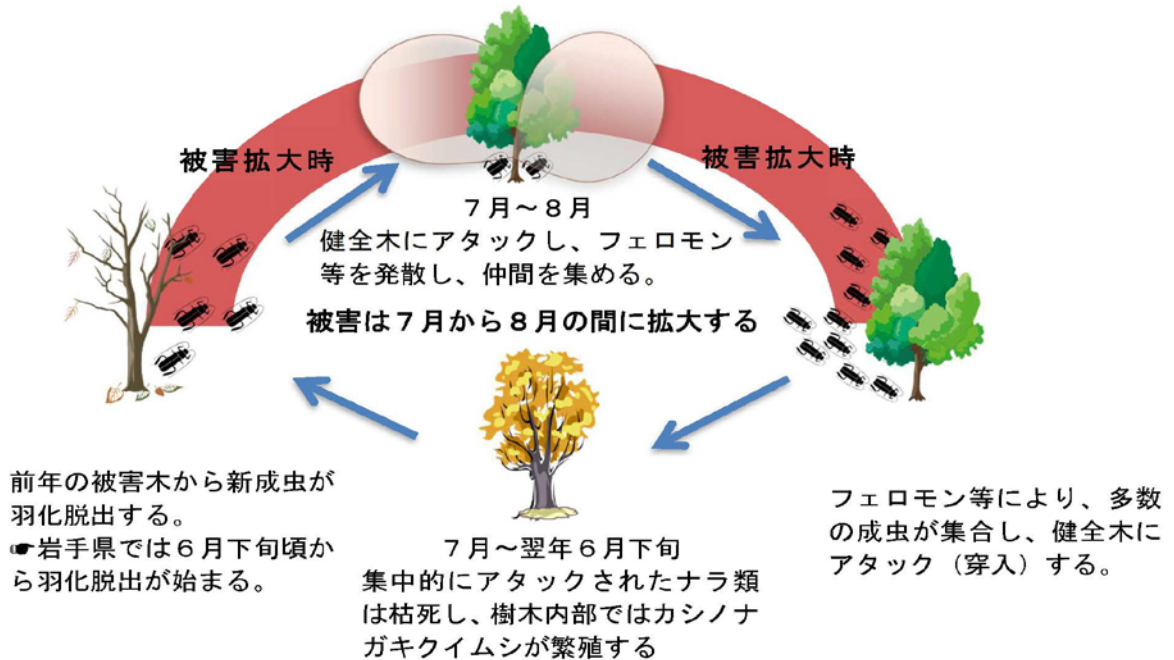 被害拡大時
被害拡大時
７月～８月
健全木にアタックし、フェロモン
等を発散し、仲間を集める。
被害は７月から８月の間に拡大する
前年の被害木から新成虫が
羽化脱出する。
☛岩手県では６月下旬頃か
ら羽化脱出が始まる。
７月～翌年６月下旬
集中的にアタックされたナラ類
は枯死し、樹木内部ではカシノナ
ガキクイムシが繁殖する
フェロモン等により、多数
の成虫が集合し、健全木に
アタック（穿入）する。